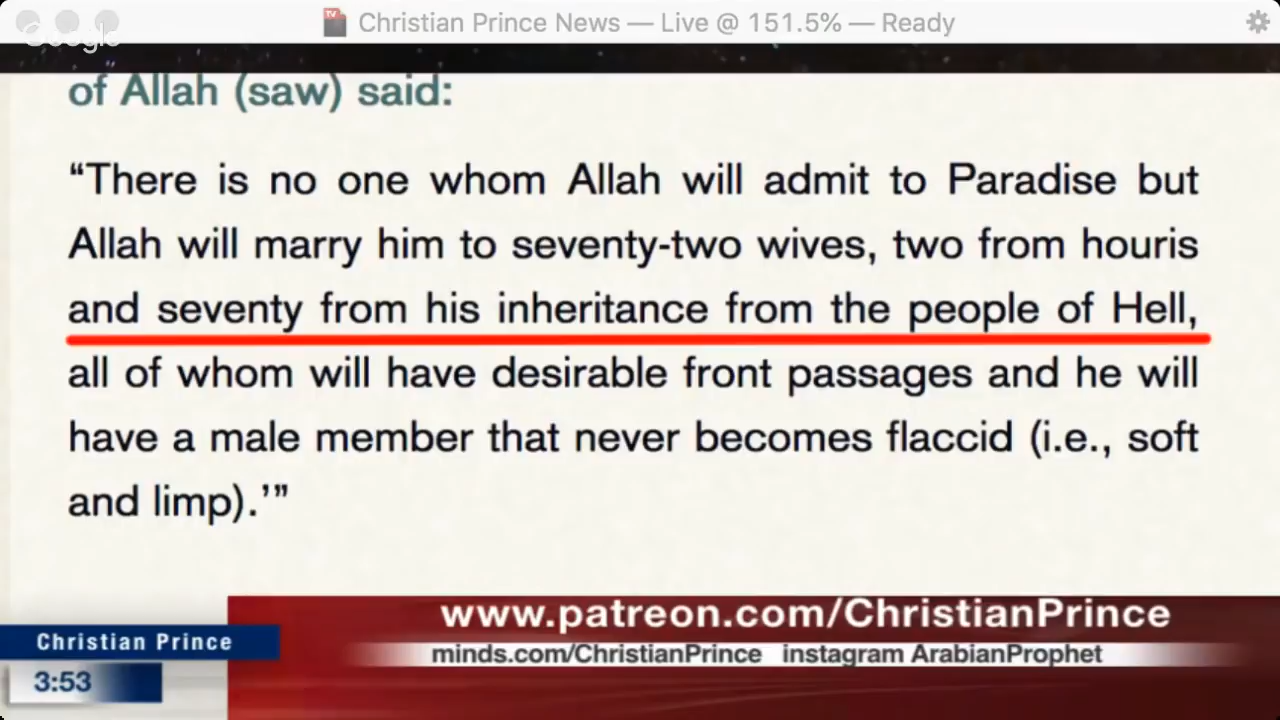 Christian Prince News — Live @ 151.5% — Ready
Google
of Allah (saw) said:
“There is no one whom Allah will admit to Paradise but
Allah will marry him to seventy-two wives, two from houris
and seventy from his inheritance from the people of Hell,
all of whom will have desirable front passages and he will
have a male member that never becomes flaccid (i.e., soft
and limp).’”
www.patreon.com/ChristianPrince
Christian Prince
minds.com/ChristianPrince instagram ArabianProphet
3:53